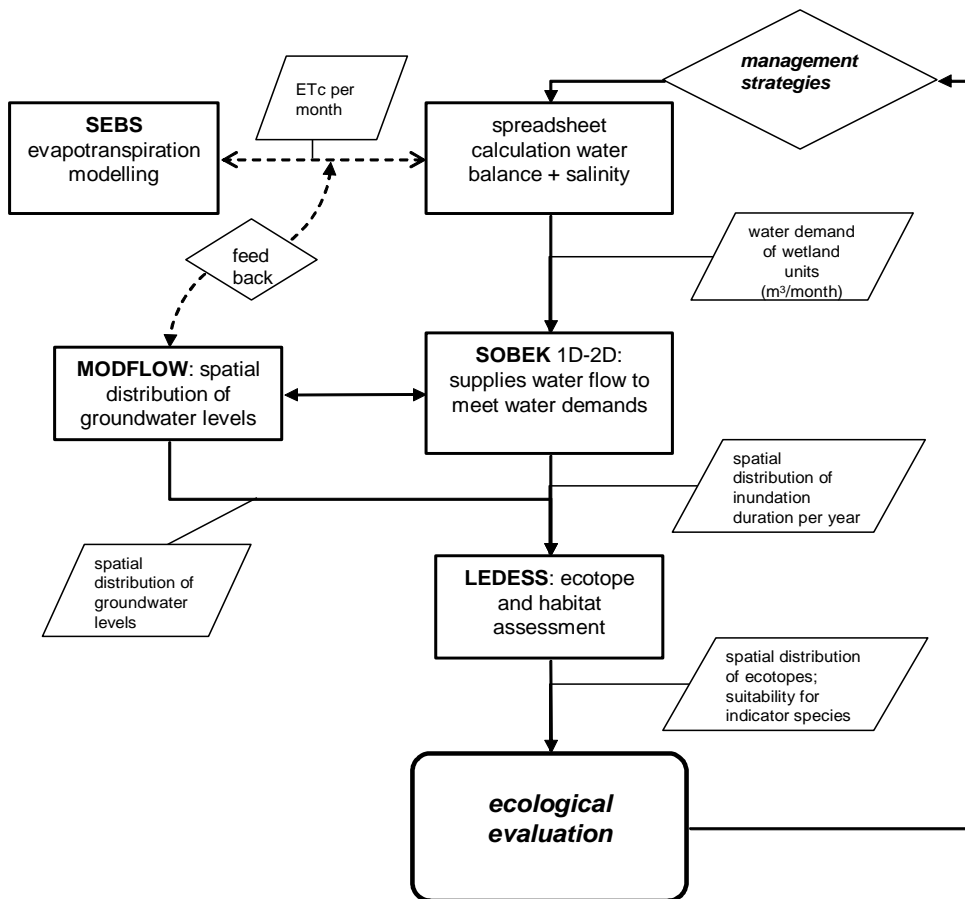 management
strategies
ETc per
month
SEBS
evapotranspiration
modelling
spreadsheet
calculation water
balance + salinity
feed
back
water demand
of wetland
units
(m³/month)
MODFLOW: spatial
distribution of
groundwater levels
SOBEK 1D-2D:
supplies water flow to
meet water demands
spatial
distribution of
inundation
duration per year
spatial
distribution of
groundwater
levels
LEDESS: ecotope
and habitat
assessment
spatial distribution
of ecotopes;
suitability for
indicator species
ecological
evaluation